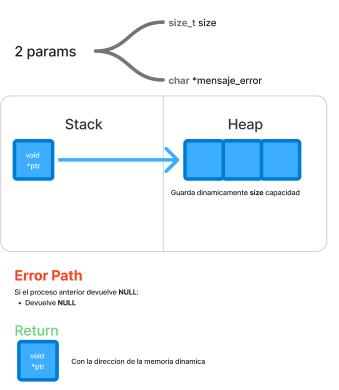 size_t size
2 params
char *mensaje_error
Stack
Heap
void
*ptr
Guarda dinamicamente size capacidad
Error Path
Si el proceso anterior devuelve NULL:
• Devuelve NULL
Return
void
*ptr
Con la direccion de la memoria dinamica